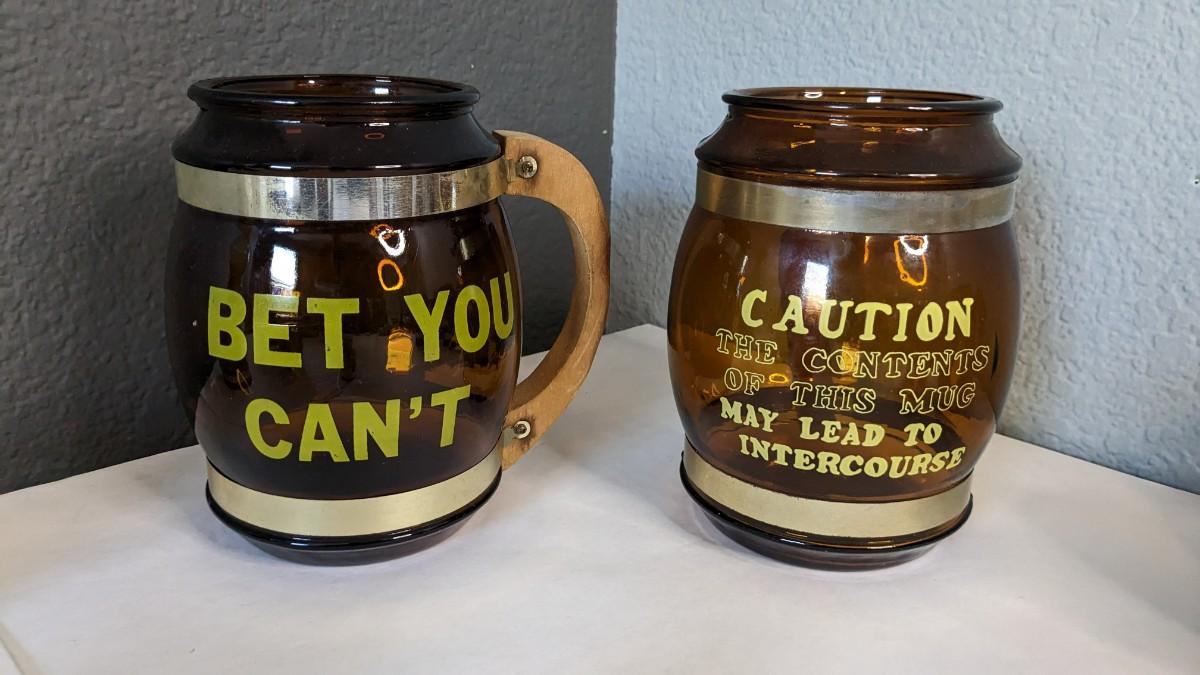 BET YOU
CAN'T
CAUTION
THE CONTENTS
OF THIS MUG
MAY LEAD TO
INTERCOURSE